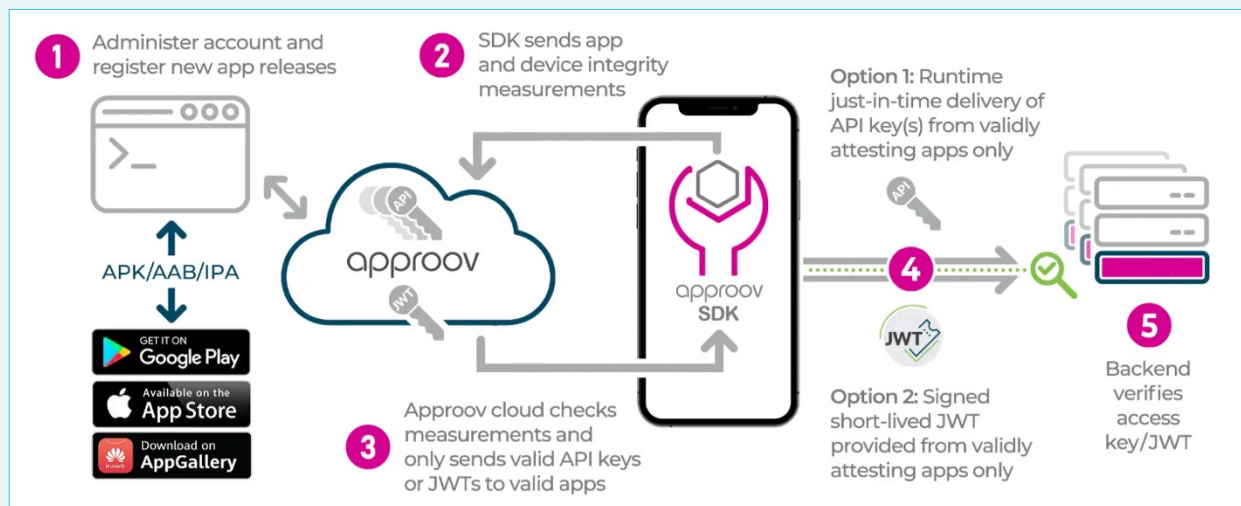 1
Administer account and
register new app releases
>_
APK/AAB/IPA
GET IT ON
Google Play
Available on the
App Store
HUAWEI
Download on
AppGallery
2
SDK sends app
and device integrity
measurements
API
approov
JWT
3
Approov cloud checks
measurements and
only sends valid API keys
or JWTs to valid apps
approov
SDK
Option 1: Runtime
just-in-time delivery of
API key(s) from validly
attesting apps only
API
4
JWT
Option 2: Signed
short-lived JWT
provided from validly
attesting apps only
5
Backend
verifies
access
key/JWT